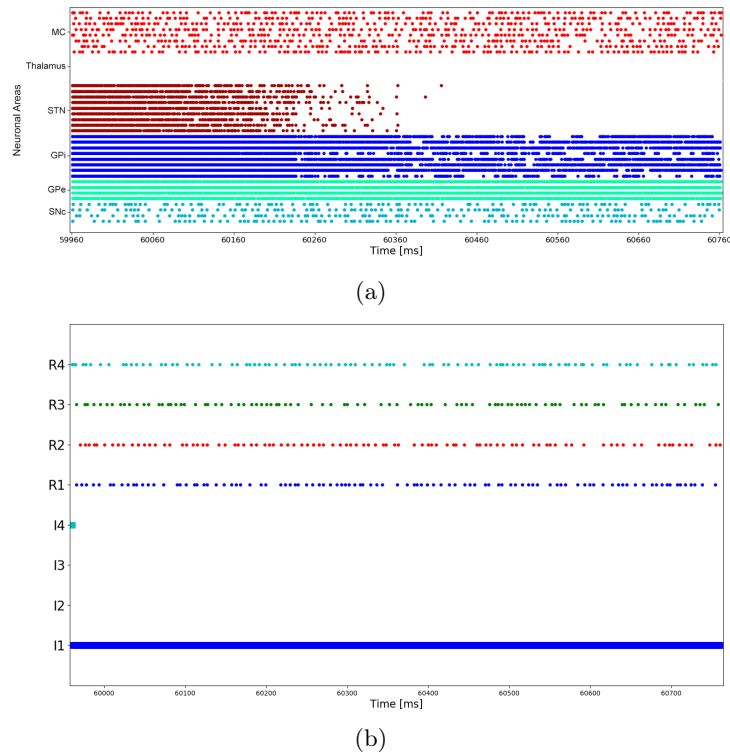 MC
Thalamus
STN
GPi
GPe
SNc
Neuronal Areas
59960 60060 60160 60260 60360 60460 60560 60660 60760
Time [ms]
(a)
R4
R3
R2
R1
I4
I3
I2
I1
60000 60100 60200 60300 60400 60500 60600 60700
Time [ms]
(b)